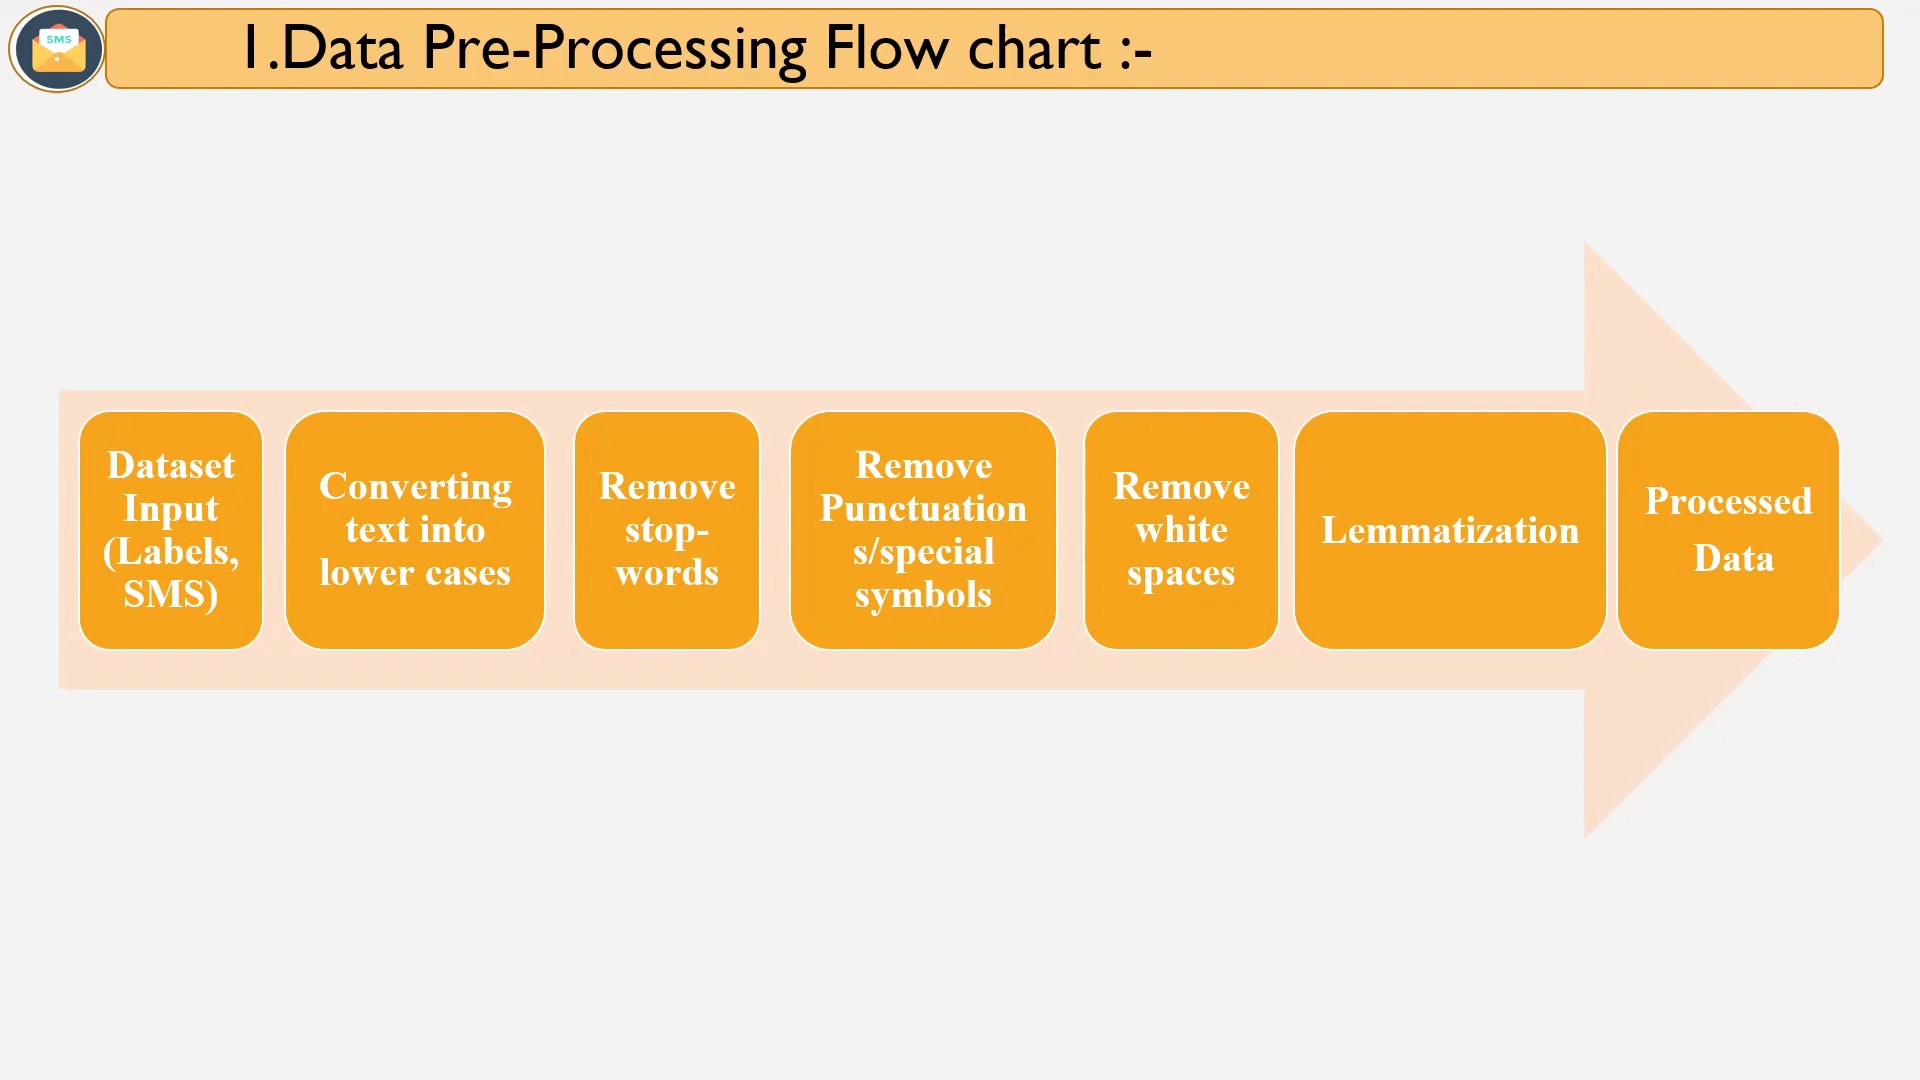 SMS
1.Data Pre-Processing Flow chart :-
Dataset
Input
(Labels,
SMS)
Converting
text into
lower cases
Remove
stop-
words
Remove
Punctuation
s/special
symbols
Remove
white
spaces
Lemmatization
Processed
Data